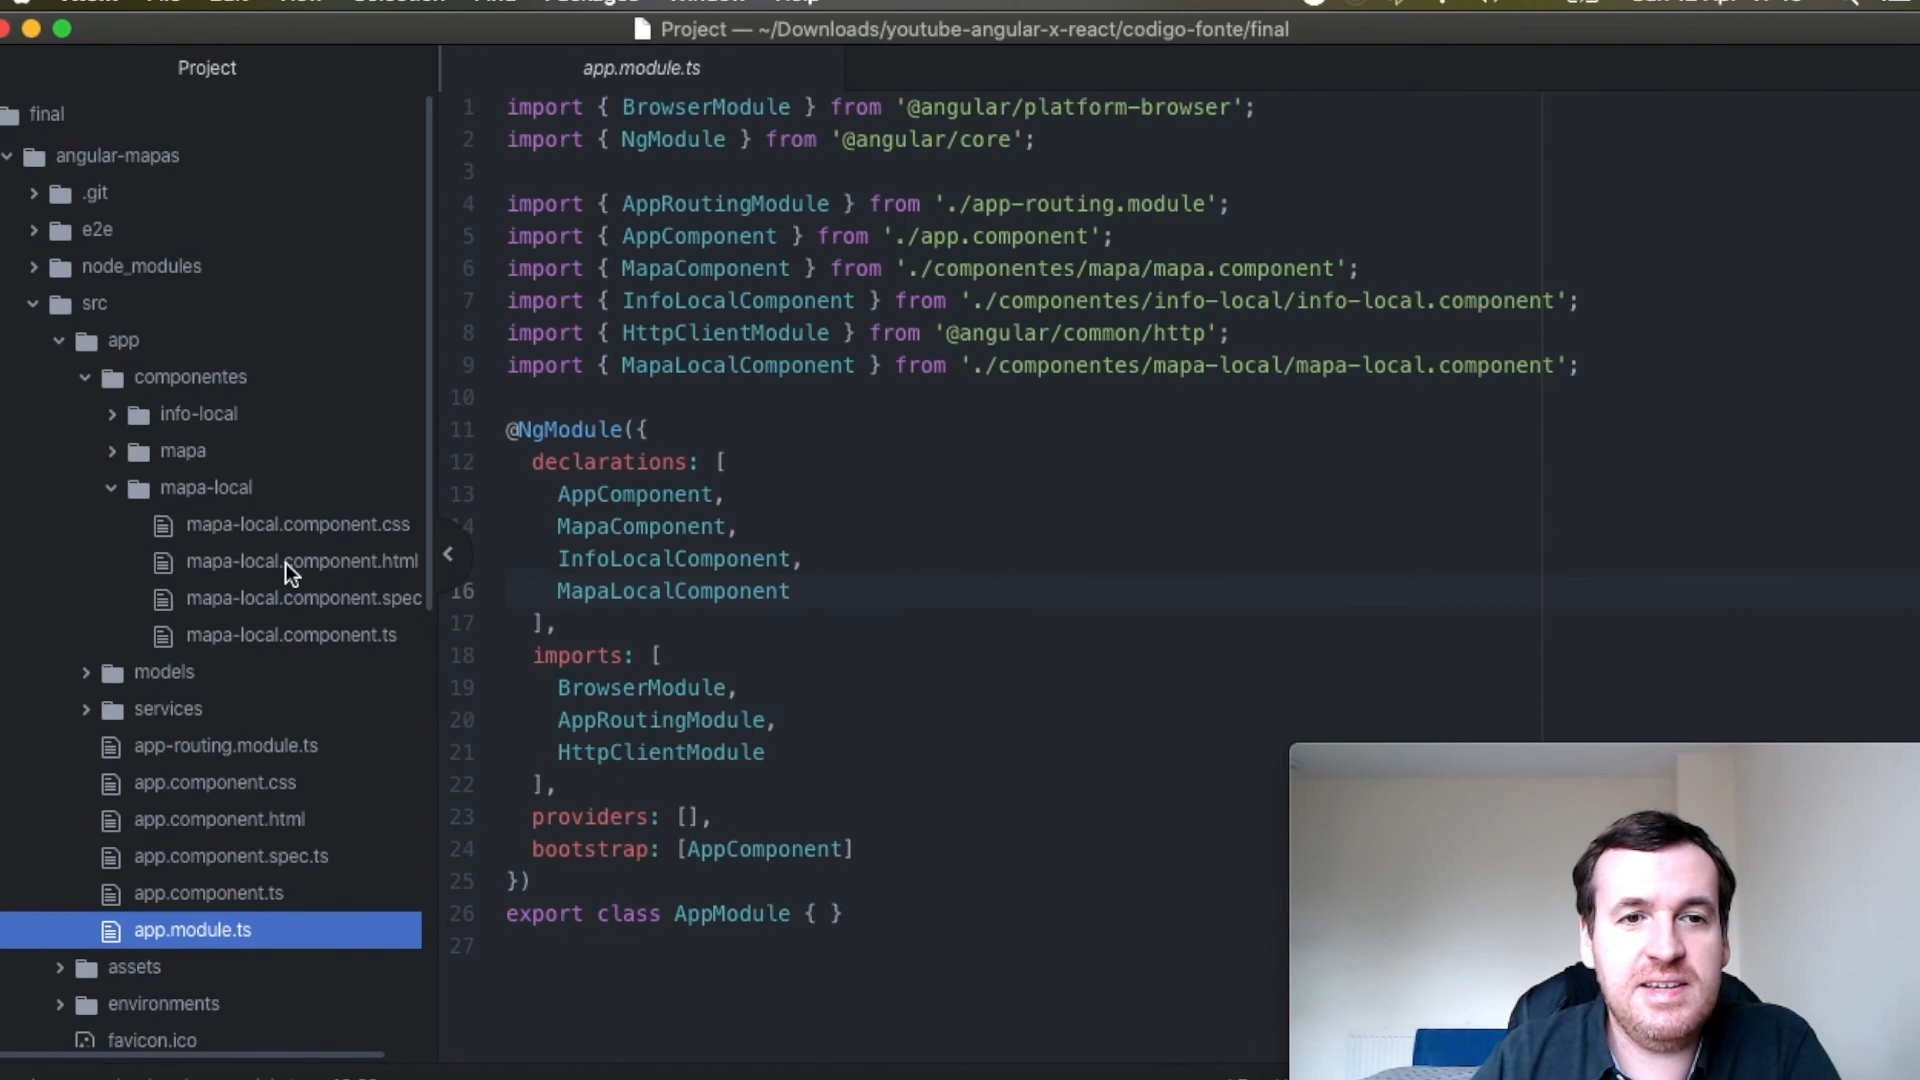 Project — ~/Downloads/youtube-angular-x-react/codigo-fonte/final
Project
final
angular-mapas
.git
e2e
node_modules
src
app
componentes
info-local
mapa
mapa-local
mapa-local.component.css
mapa-local.component.html
mapa-local.component.spec
mapa-local.component.ts
models
services
app-routing.module.ts
app.component.css
app.component.html
app.component.spec.ts
app.component.ts
app.module.ts
assets
environments
favicon.ico
app.module.ts
1 import { BrowserModule } from '@angular/platform-browser';
2 import { NgModule } from '@angular/core';
3
4 import { AppRoutingModule } from './app-routing.module';
5 import { AppComponent } from './app.component';
6 import { MapaComponent } from './componentes/mapa/mapa.component';
7 import { InfoLocalComponent } from './componentes/info-local/info-local.component';
8 import { HttpClientModule } from '@angular/common/http';
9 import { MapaLocalComponent } from './componentes/mapa-local/mapa-local.component';
10
11 @NgModule({
12 declarations: [
13 AppComponent,
14 MapaComponent,
InfoLocalComponent,
16 MapaLocalComponent
17 ],
18 imports: [
19 BrowserModule,
20 AppRoutingModule,
21 HttpClientModule
22 ],
23 providers: [],
24 bootstrap: [AppComponent]
25 })
26 export class AppModule { }
27